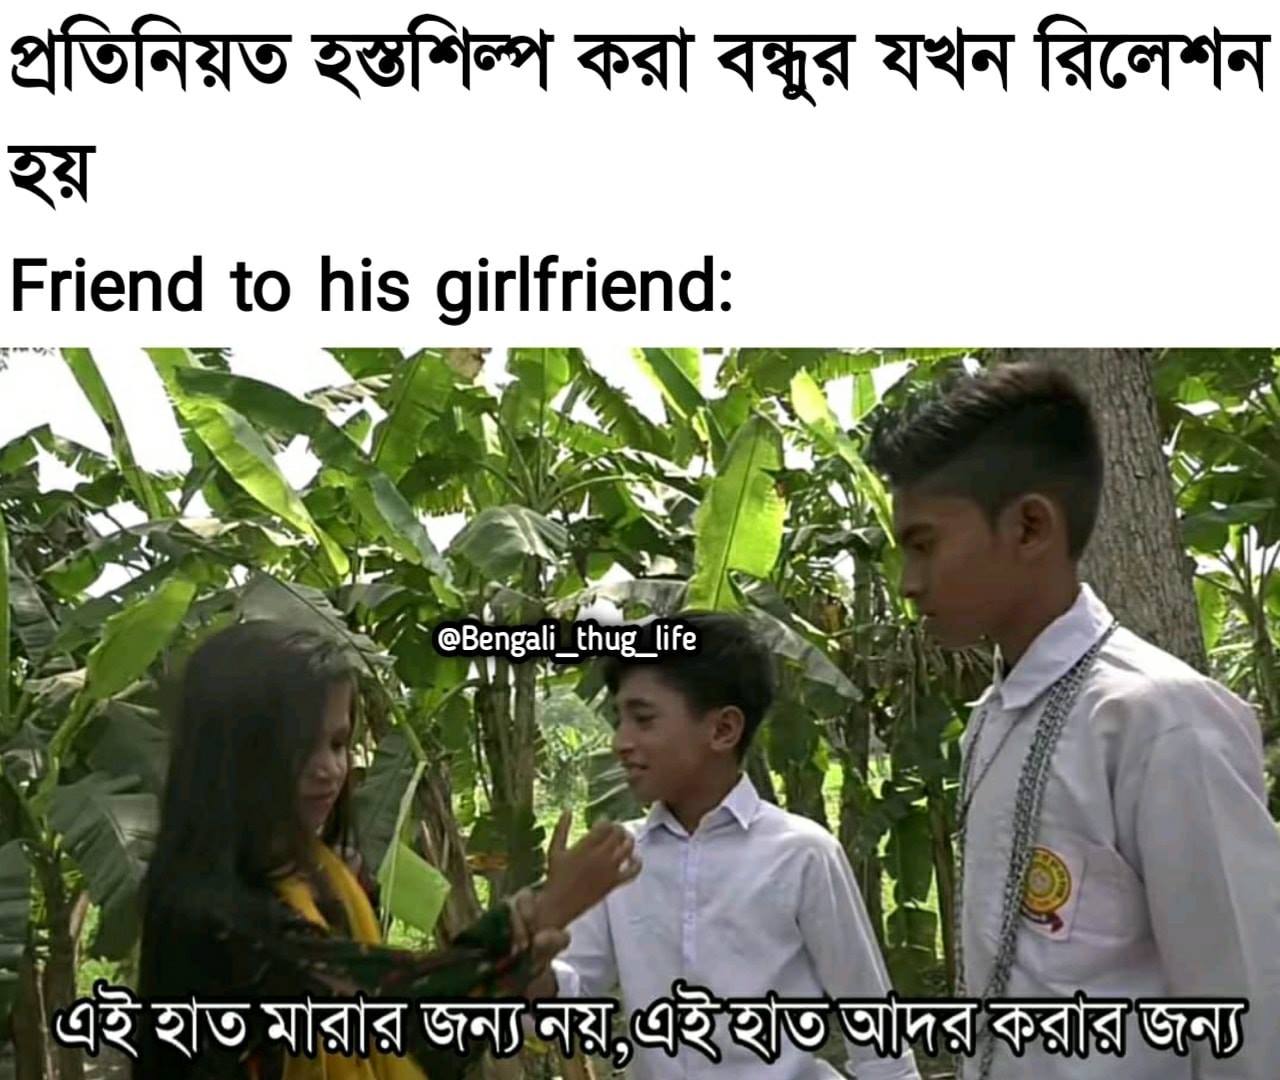 প্রতিনিয়ত হস্তশিল্প করা বন্ধুর যখন রিলেশন
হয়
Friend to his girlfriend:
@Bengali_thug_life
এই হাত মারার জন্য নয়,এই হাত আদর করার জন্য